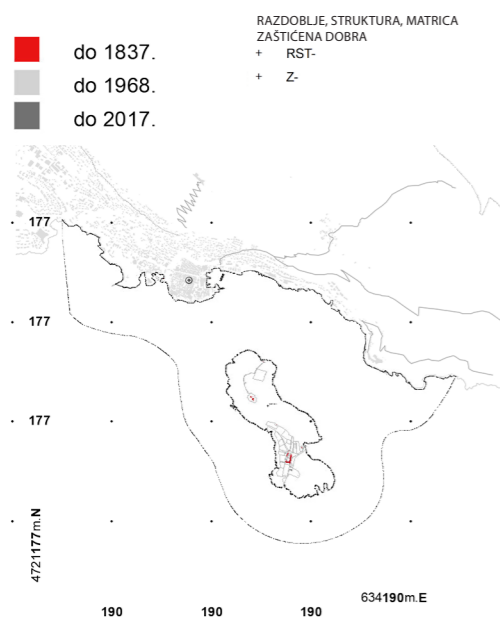 RAZDOBLJE, STRUKTURA, MATRICA
ZAŠTIĆENA DOBRA
+ RST-
+ Z-
do 1837.
do 1968.
do 2017.
177
177
177
4721177m.N
634190m.E
190 190 190